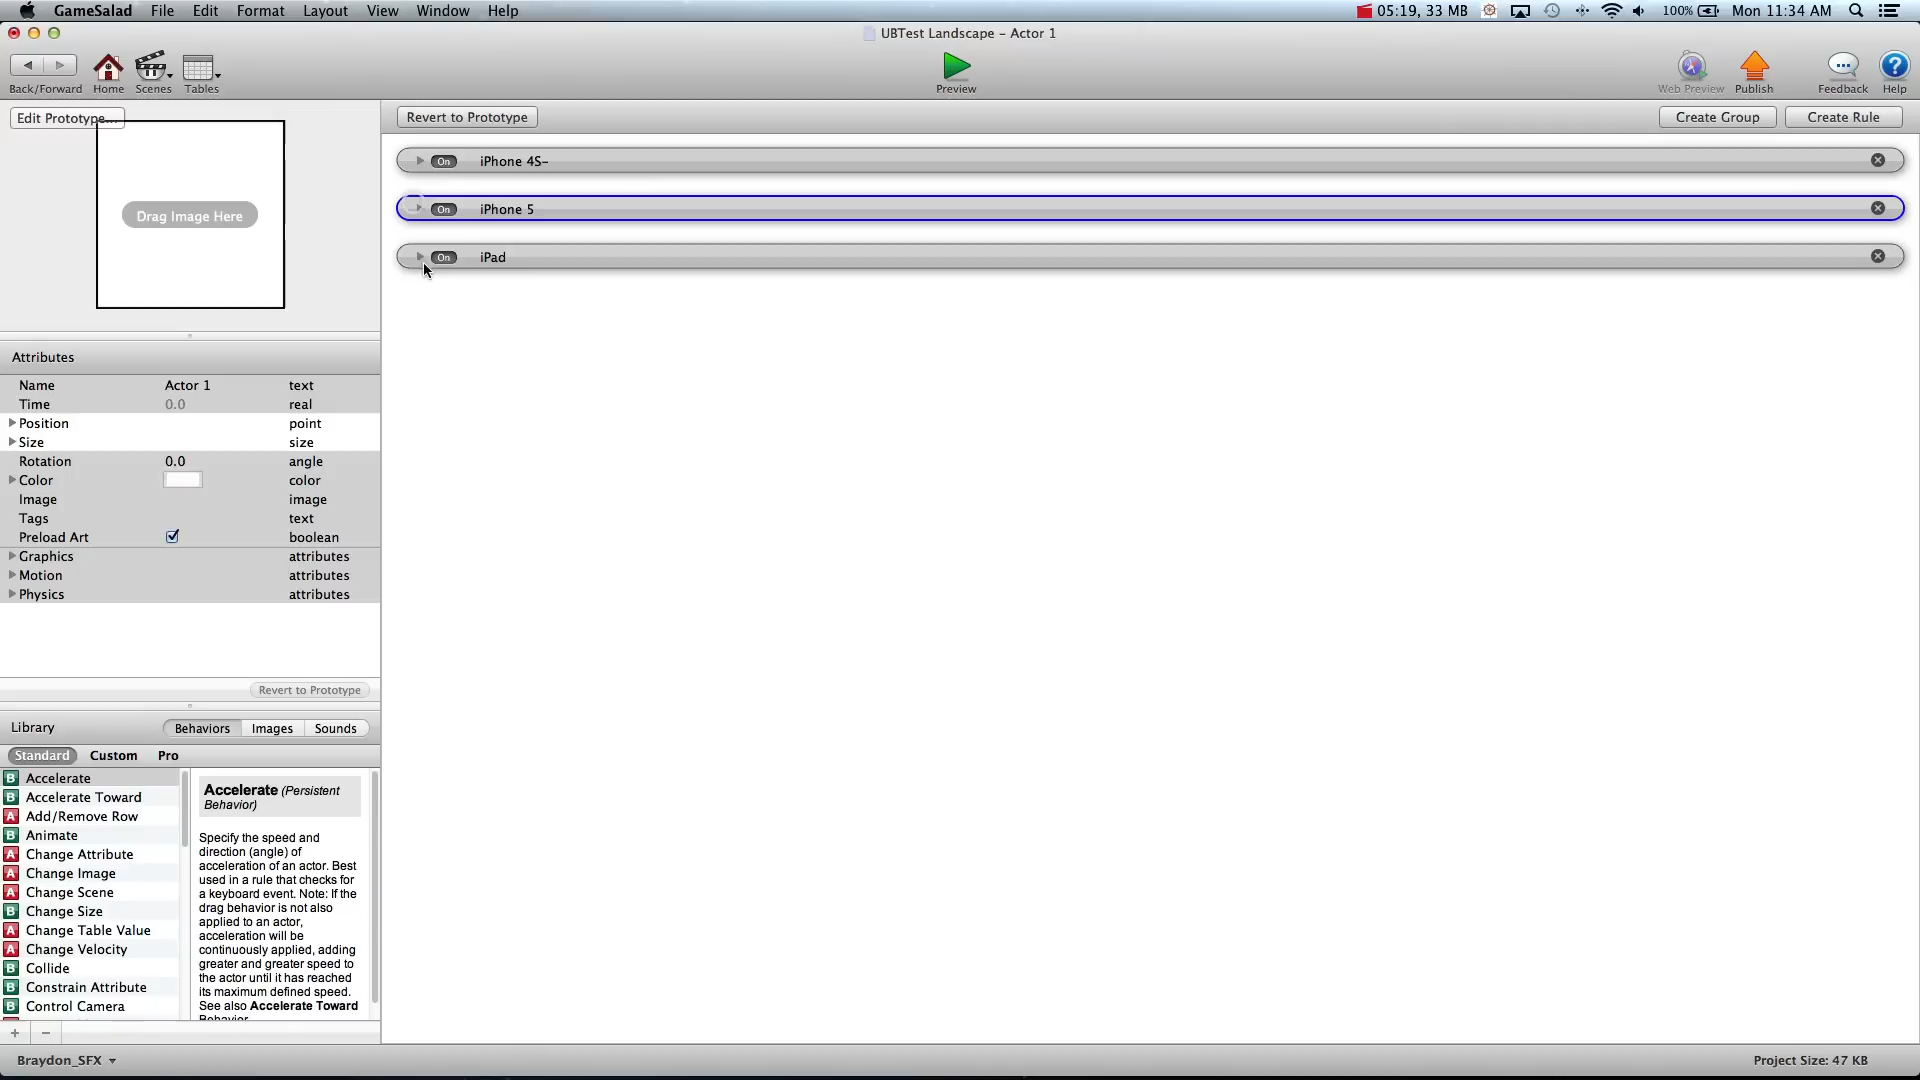 GameSalad File Edit Format Layout View Window Help 05:19, 33 MB 100% Mon 11:34 AM
UBTest Landscape – Actor 1
Back/Forward Home Scenes Tables Preview Web Preview Publish Feedback Help
Edit Prototype... Revert to Prototype Create Group Create Rule
On iPhone 4S-
Drag Image Here
On iPhone 5
On iPad
Attributes
Name Actor 1 text
Time 0.0 real
Position point
Size size
Rotation 0.0 angle
Color color
Image image
Tags text
Preload Art boolean
Graphics attributes
Motion attributes
Physics attributes
Revert to Prototype
Library Behaviors Images Sounds
Standard Custom Pro
B Accelerate
B Accelerate Toward
A Add/Remove Row
B Animate
A Change Attribute
A Change Image
A Change Scene
B Change Size
A Change Table Value
A Change Velocity
B Collide
B Constrain Attribute
B Control Camera
Accelerate (Persistent
Behavior)
Specify the speed and
direction (angle) of
acceleration of an actor. Best
used in a rule that checks for
a keyboard event. Note: If the
drag behavior is not also
applied to an actor,
acceleration will be
continuously applied, adding
greater and greater speed to
the actor until it has reached
its maximum defined speed.
See also Accelerate Toward
Behavior
Braydon_SFX Project Size: 47 KB